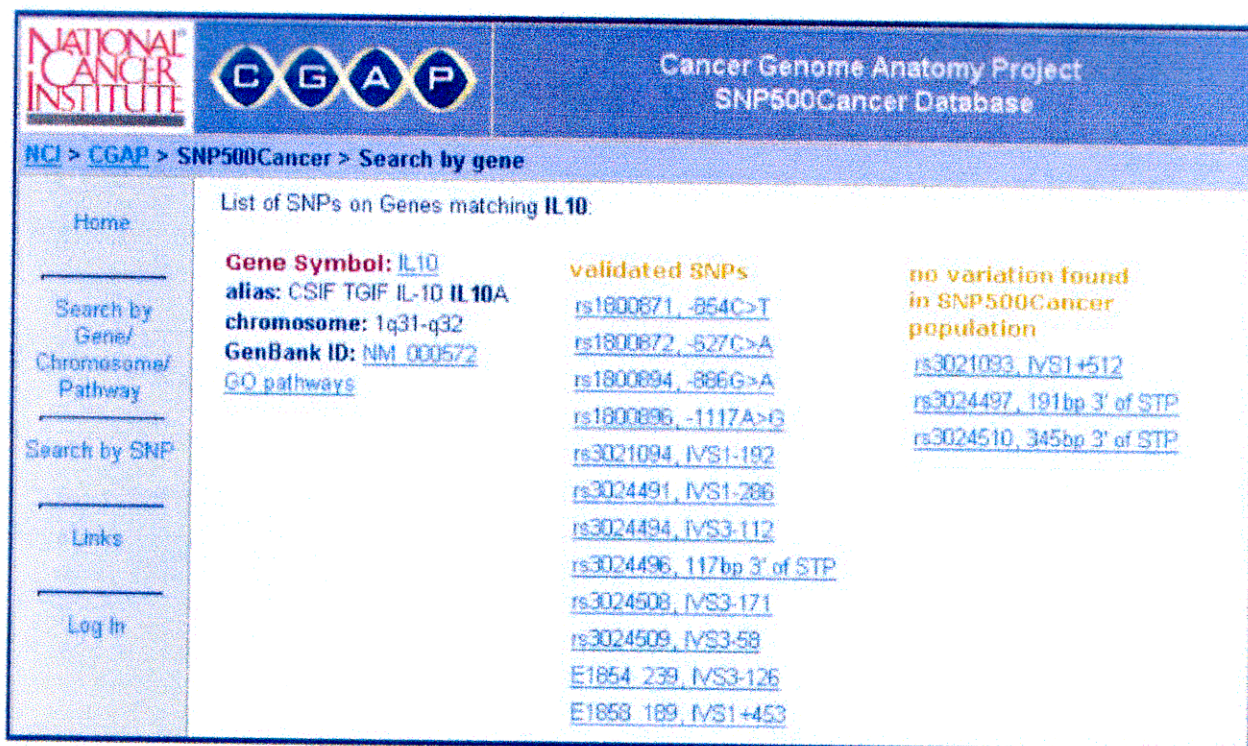 NATIONAL
CANCER
INSTITUTE
CGAP
Cancer Genome Anatomy Project
SNP500Cancer Database
NCI > CGAP > SNP500Cancer > Search by gene
Home
Search by
Gene/
Chromosome/
Pathway
Search by SNP
Links
Log In
List of SNPs on Genes matching IL10:
Gene Symbol: IL10
alias: CSIF TGIF IL-10 IL10A
chromosome: 1q31-q32
GenBank ID: NM_000572
GO pathways
validated SNPs
rs1800871, -854C>T
rs1800872, -627C>A
rs1800894, -886G>A
rs1800896, -1117A>G
rs3021094, IVS1-192
rs3024491, IVS1-286
rs3024494, IVS3-112
rs3024496, 117bp 3' of STP
rs3024508, IVS3-171
rs3024509, IVS3-58
E1854_239, IVS3-126
E1858_189, IVS1+453
no variation found
in SNP500Cancer
population
rs3021093, IVS1+512
rs3024497, 191bp 3' of STP
rs3024510, 345bp 3' of STP